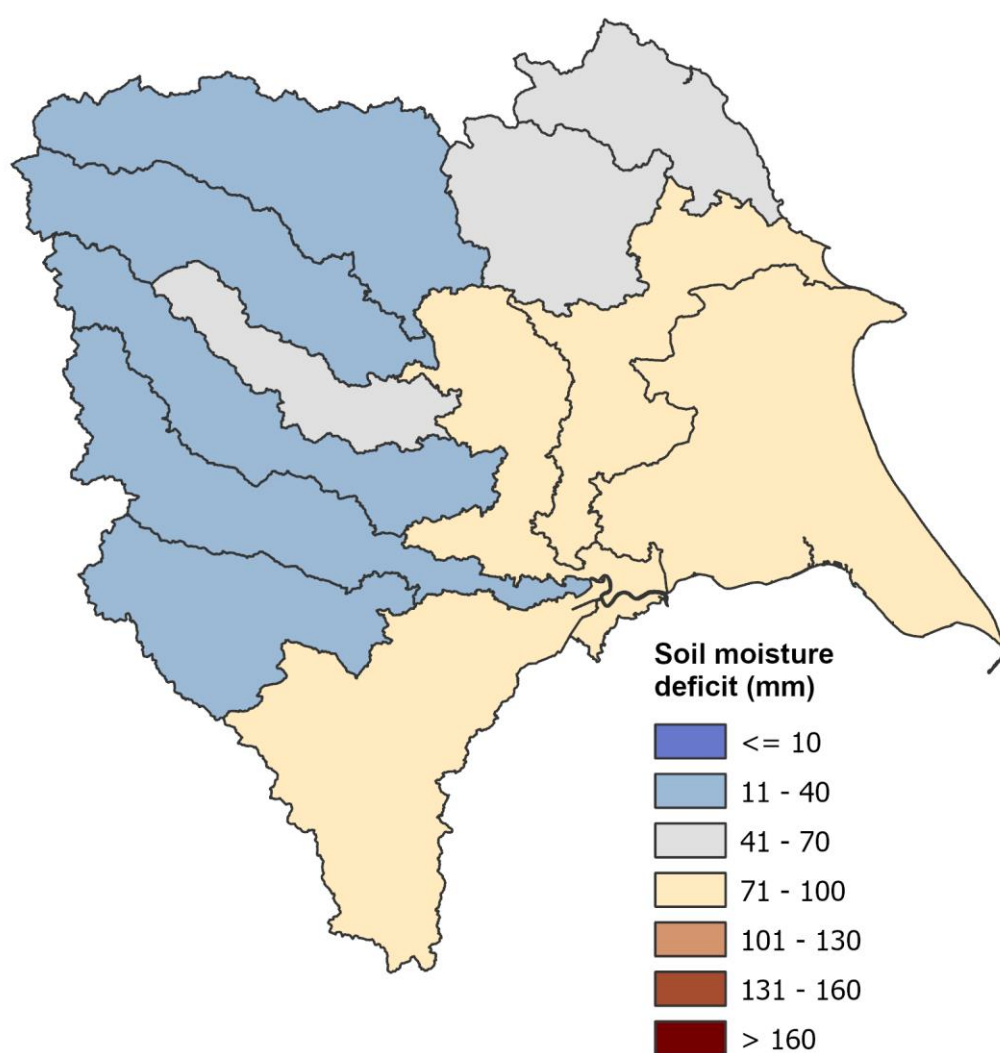 Soil moisture
deficit (mm)
<= 10
11 - 40
41 - 70
71 - 100
101 - 130
131 - 160
> 160